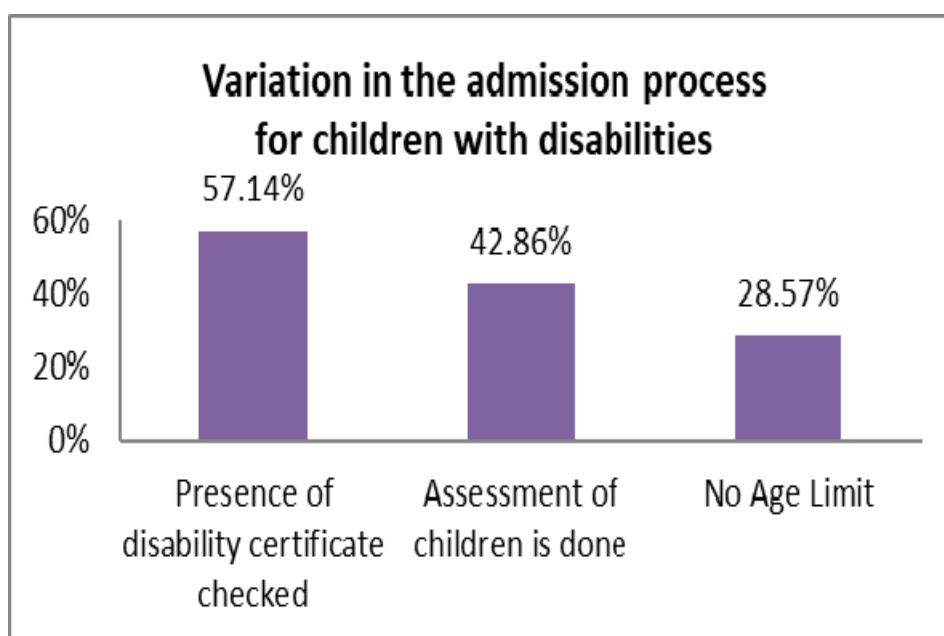 Variation in the admission process
for children with disabilities
57.14%
42.86%
28.57%
60%
40%
20%
0%
Presence of
disability certificate
checked
Assessment of
children is done
No Age Limit